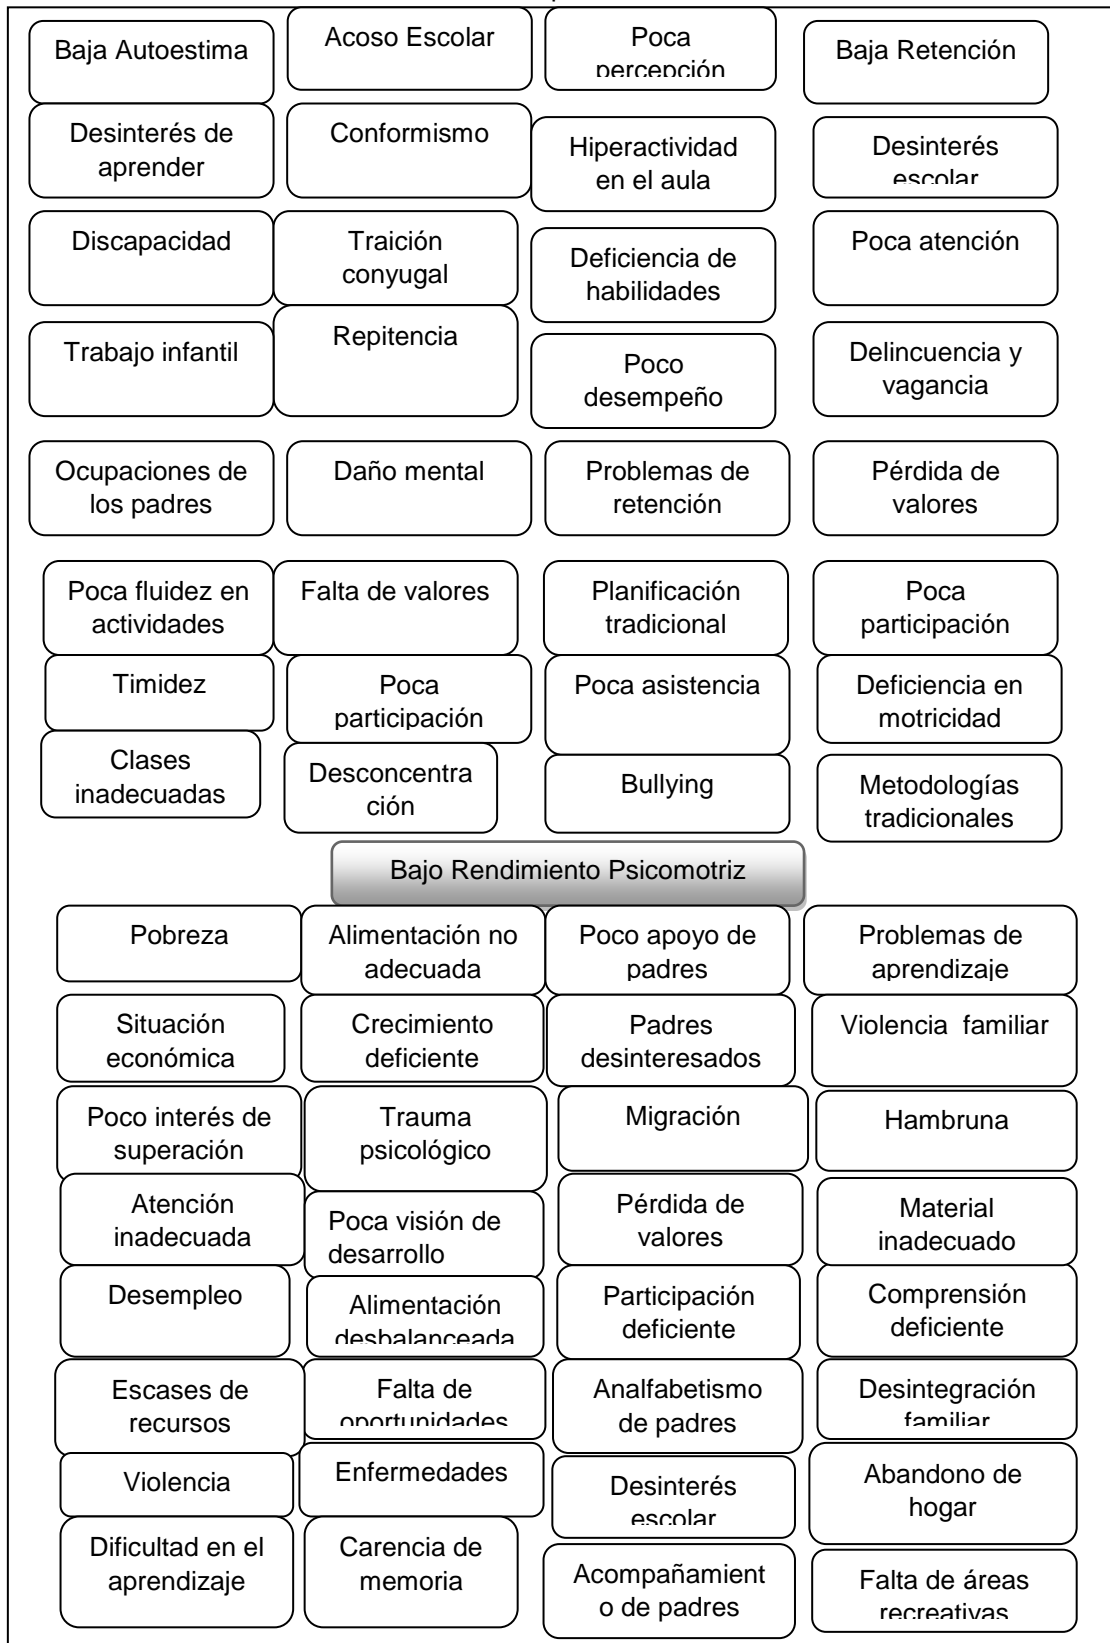 Baja Autoestima
Acoso Escolar
Poca
percepción
Baja Retención
Desinterés de
aprender
Conformismo
Hiperactividad
en el aula
Desinterés
escolar
Discapacidad
Traición
conyugal
Deficiencia de
habilidades
Poca atención
Trabajo infantil
Repitencia
Poco
desempeño
Delincuencia y
vagancia
Ocupaciones de
los padres
Daño mental
Problemas de
retención
Pérdida de
valores
Poca fluidez en
actividades
Falta de valores
Planificación
tradicional
Poca
participación
Timidez
Poca
participación
Poca asistencia
Deficiencia en
motricidad
Clases
inadecuadas
Desconcentra
ción
Bullying
Metodologías
tradicionales
Bajo Rendimiento Psicomotriz
Pobreza
Alimentación no
adecuada
Poco apoyo de
padres
Problemas de
aprendizaje
Situación
económica
Crecimiento
deficiente
Padres
desinteresados
Violencia familiar
Poco interés de
superación
Trauma
psicológico
Migración
Hambruna
Atención
inadecuada
Poca visión de
desarrollo
Pérdida de
valores
Material
inadecuado
Desempleo
Alimentación
desbalanceada
Participación
deficiente
Comprensión
deficiente
Escases de
recursos
Falta de
oportunidades
Analfabetismo
de padres
Desintegración
familiar
Violencia
Enfermedades
Desinterés
escolar
Abandono de
hogar
Dificultad en el
aprendizaje
Carencia de
memoria
Acompañamient
o de padres
Falta de áreas
recreativas